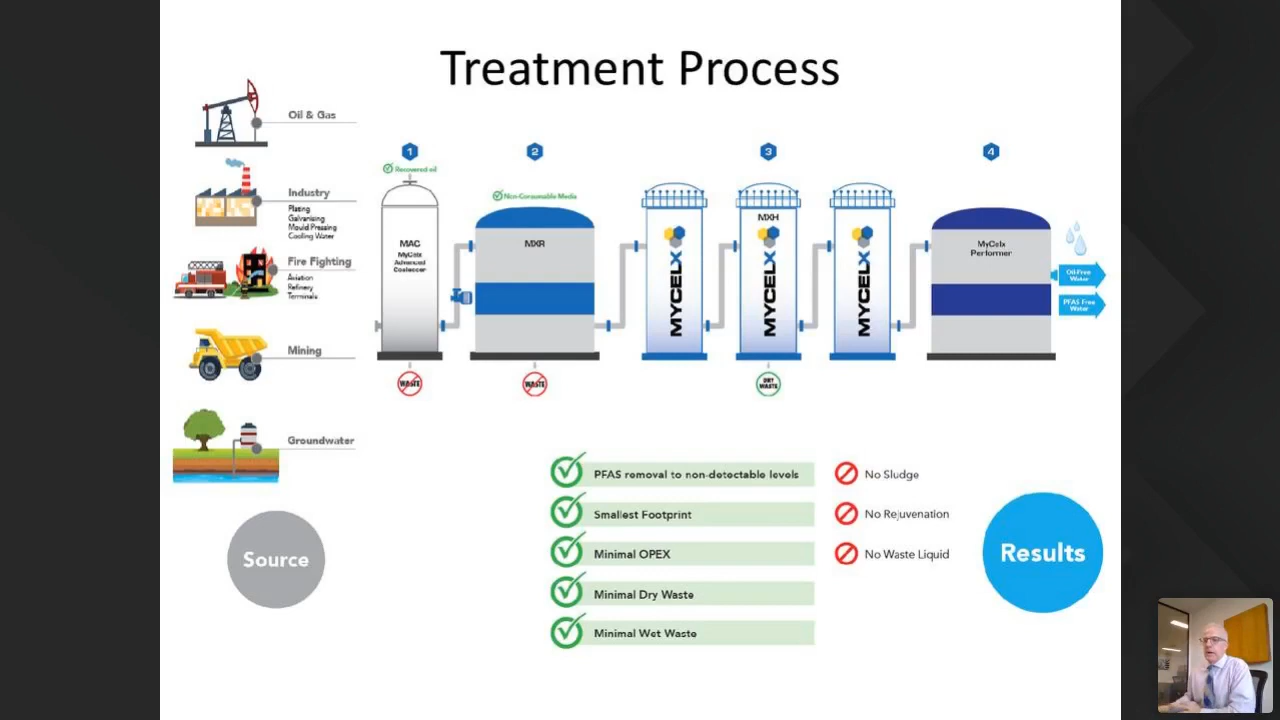 Treatment Process
Oil & Gas
Industry
Plating
Galvanising
Mould Pressing
Cooling Water
Fire Fighting
Aviation
Refinery
Terminals
Mining
Groundwater
Source
1
Recovered oil
MAC
MyCelx
Advanced
Coalescer
WASTE
2
Non-Consumable Media
MXR
WASTE
MYCELX
3
MXH
MYCELX
DRY
WASTE
MYCELX
4
MyCelx
Performer
Oil-Free
Water
PFAS Free
Water
PFAS removal to non-detectable levels
Smallest Footprint
Minimal OPEX
Minimal Dry Waste
Minimal Wet Waste
No Sludge
No Rejuvenation
No Waste Liquid
Results